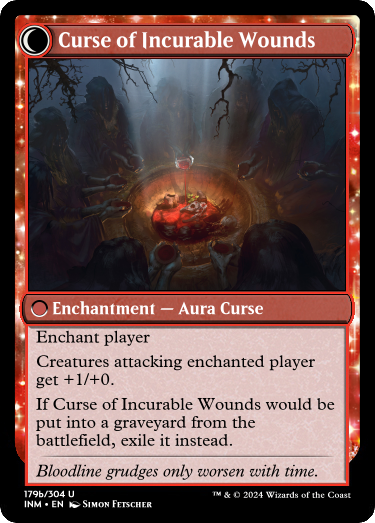 Curse of Incurable Wounds
Enchantment — Aura Curse
Enchant player
Creatures attacking enchanted player
get +1/+0.
If Curse of Incurable Wounds would be
put into a graveyard from the
battlefield, exile it instead.
Bloodline grudges only worsen with time.
179b/304 U
INM • EN Simon Fetscher
™ & © 2024 Wizards of the Coast